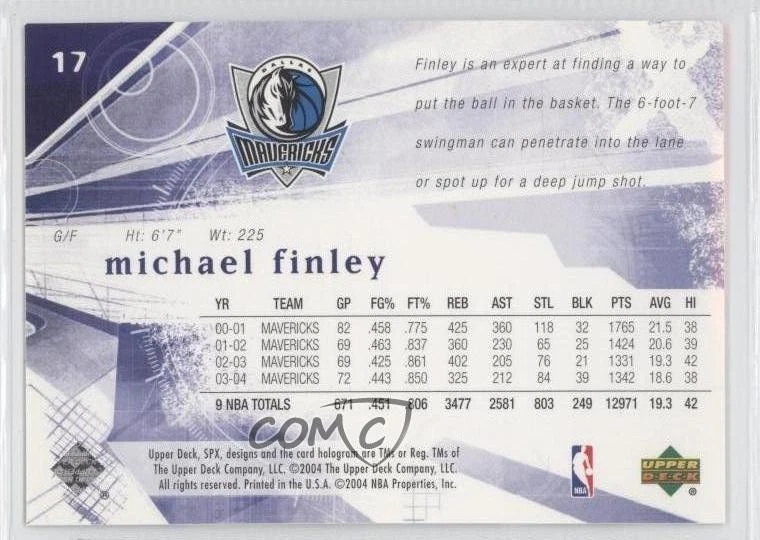 17
DALLAS
MAVERICKS
Finley is an expert at finding a way to
put the ball in the basket. The 6-foot-7
swingman can penetrate into the lane
or spot up for a deep jump shot.
G/F Ht: 6'7" Wt: 225
michael finley
YR TEAM GP FG% FT% REB AST STL BLK PTS AVG HI
00-01 MAVERICKS 82 .458 .775 425 360 118 32 1765 21.5 38
01-02 MAVERICKS 69 .463 .837 360 230 65 25 1424 20.6 39
02-03 MAVERICKS 69 .425 .861 402 205 76 21 1331 19.3 42
03-04 MAVERICKS 72 .443 .850 325 212 84 39 1342 18.6 38
9 NBA TOTALS 671 .451 .806 3477 2581 803 249 12971 19.3 42
COMC
Upper Deck, SPX, designs and the card hologram are TMs or Reg. TMs of
The Upper Deck Company, LLC. ©2004 The Upper Deck Company, LLC.
All rights reserved. Printed in the U.S.A. ©2004 NBA Properties, Inc.
®
NBA
UPPER
DECK
®